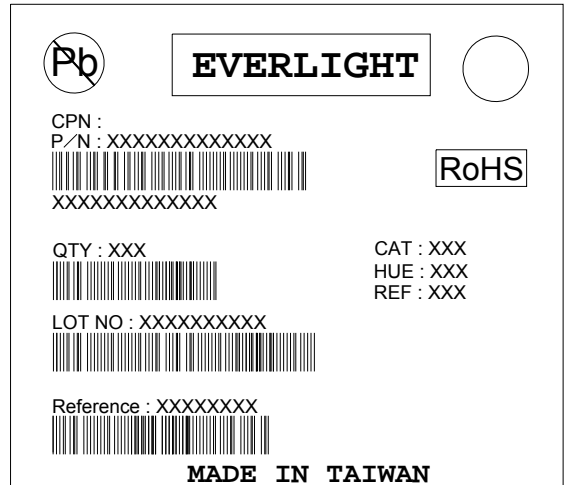 Pb
EVERLIGHT
CPN :
P/N : XXXXXXXXXXXXX
RoHS
XXXXXXXXXXXXX
QTY : XXX
CAT : XXX
HUE : XXX
REF : XXX
LOT NO : XXXXXXXXXX
Reference : XXXXXXXX
MADE IN TAIWAN